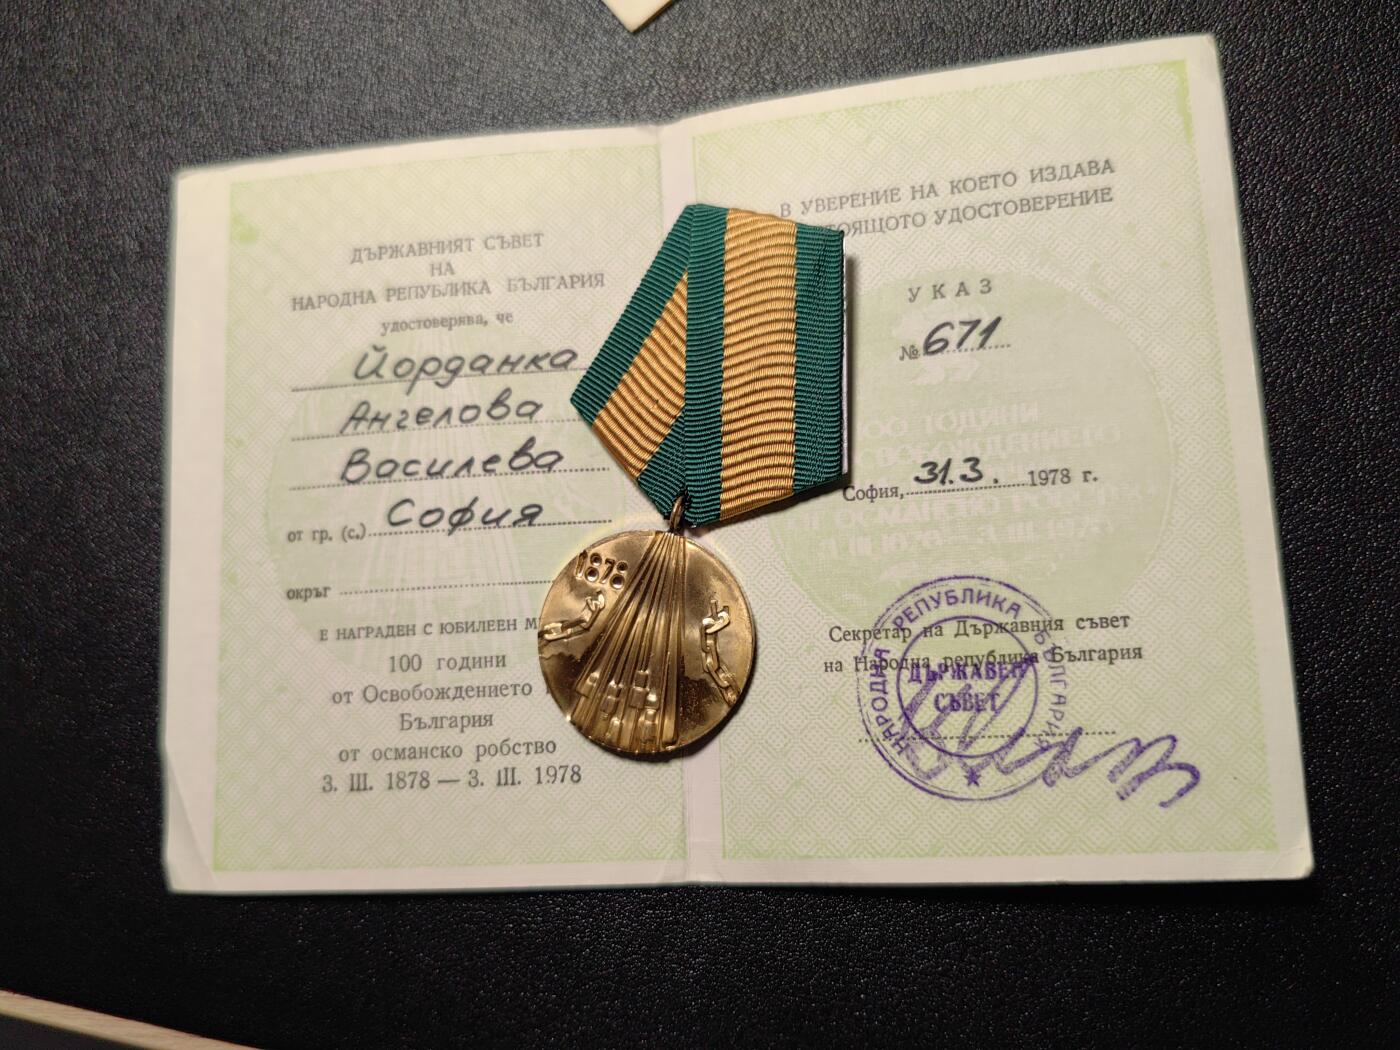 ДЪРЖАВНИЯТ СЪВЕТ
НА
НАРОДНА РЕПУБЛИКА БЪЛГАРИЯ
удостоверява, че
Йорданка
Ангелова
Василева
от гр. (с.) София
окръг
Е НАГРАДЕН С ЮБИЛЕЕН
100 години
от Освобождението
България
от османско робство
3. III. 1878 — 3. III. 1978
1878
В УВЕРЕНИЕ НА КОЕТО ИЗДАВА
УДОСТОВЕРЕНИЕ
УКАЗ
№ 671
София, 31.3. 1978 г.
Секретар на Държавния съвет
на Народна република България
НАРОДНА РЕПУБЛИКА БЪЛГАРИЯ
ДЪРЖАВЕН
СЪВЕТ